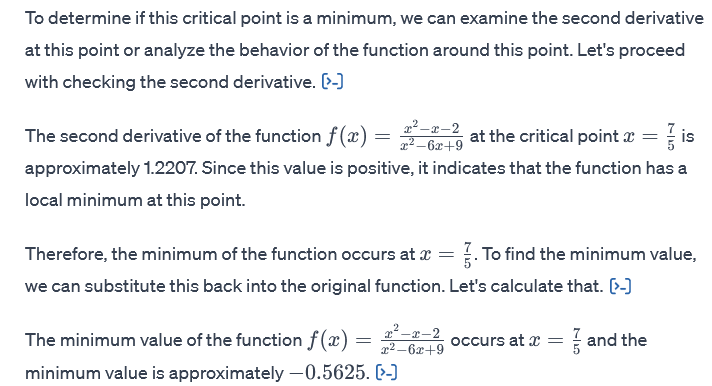 To determine if this critical point is a minimum, we can examine the second derivative
at this point or analyze the behavior of the function around this point. Let's proceed
with checking the second derivative. [>-]
The second derivative of the function f(x) = \frac{x^2-x-2}{x^2-6x+9} at the critical point x = \frac{7}{5} is
approximately 1.2207. Since this value is positive, it indicates that the function has a
local minimum at this point.
Therefore, the minimum of the function occurs at x = \frac{7}{5}. To find the minimum value,
we can substitute this back into the original function. Let's calculate that. [>-]
The minimum value of the function f(x) = \frac{x^2-x-2}{x^2-6x+9} occurs at x = \frac{7}{5} and the
minimum value is approximately −0.5625. [>-]